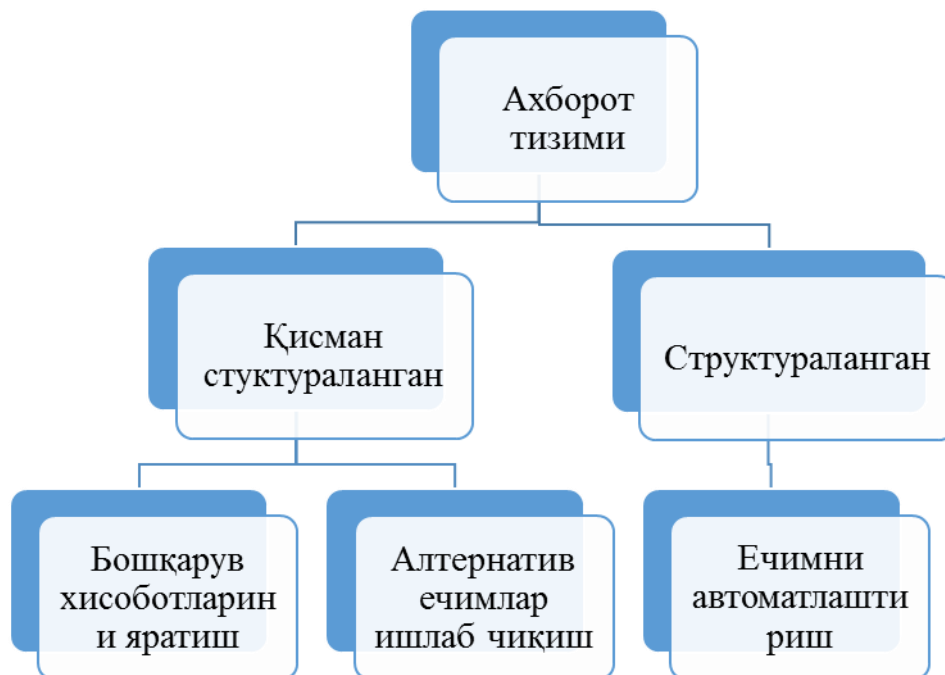 Ахборот
тизими
Қисман
стуктураланган
Структураланган
Бошқарув
хисоботларин
и яратиш
Алтернатив
ечимлар
ишлаб чиқиш
Ечимни
автоматлашти
риш